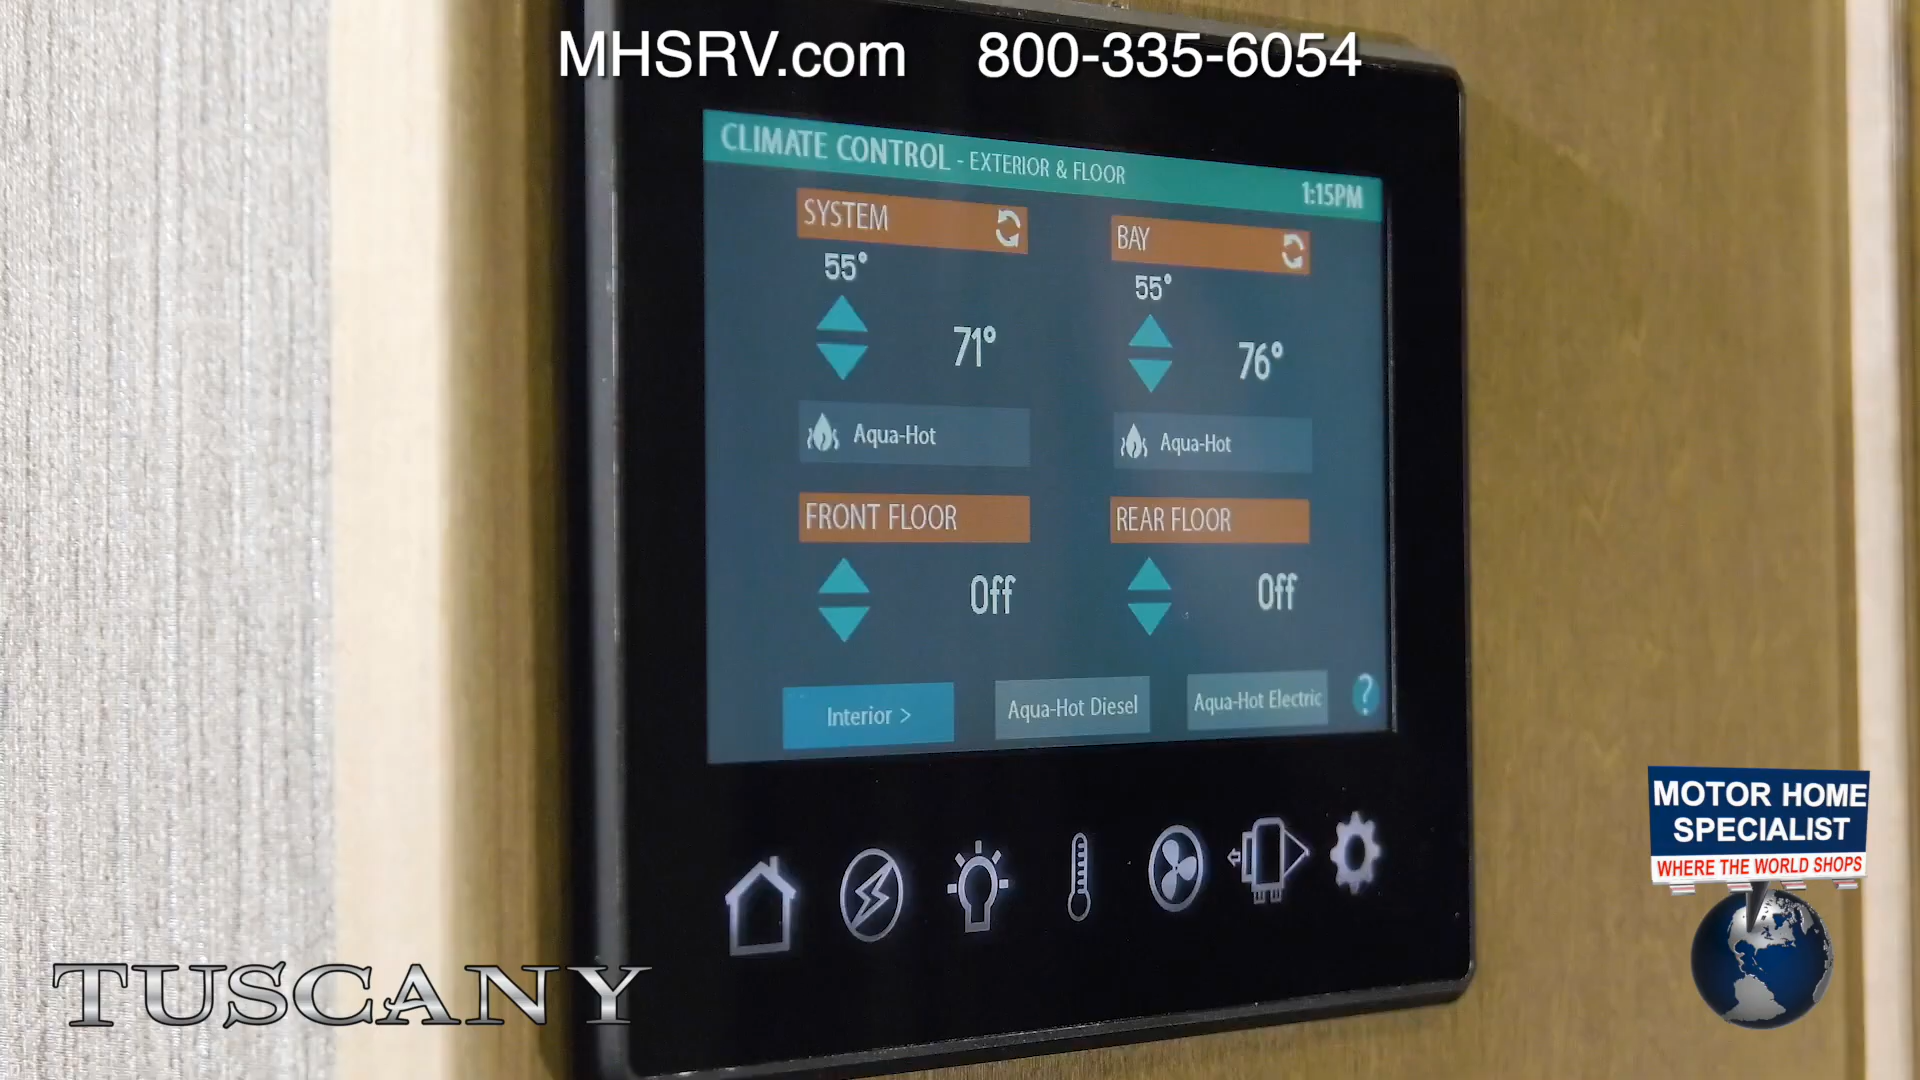 MHSRV.com 800-335-6054
CLIMATE CONTROL - EXTERIOR & FLOOR
1:15PM
SYSTEM
BAY
55°
55°
71°
76°
Aqua-Hot
Aqua-Hot
FRONT FLOOR
REAR FLOOR
Off
Off
Interior >
Aqua-Hot Diesel
Aqua-Hot Electric
?
MOTOR HOME
SPECIALIST
WHERE THE WORLD SHOPS
TUSCANY